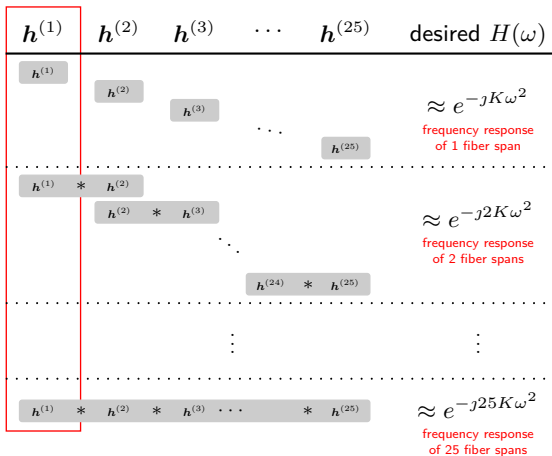 h^(1) h^(2) h^(3) ··· h^(25) desired H(ω)
h^(1)
h^(2)
h^(3)
···
h^(25)
≈ e^{−ȷKω²}
frequency response
of 1 fiber span
h^(1) * h^(2)
h^(2) * h^(3)
⋱
h^(24) * h^(25)
≈ e^{−ȷ2Kω²}
frequency response
of 2 fiber spans
⋮ ⋮
h^(1) * h^(2) * h^(3) ··· * h^(25)
≈ e^{−ȷ25Kω²}
frequency response
of 25 fiber spans